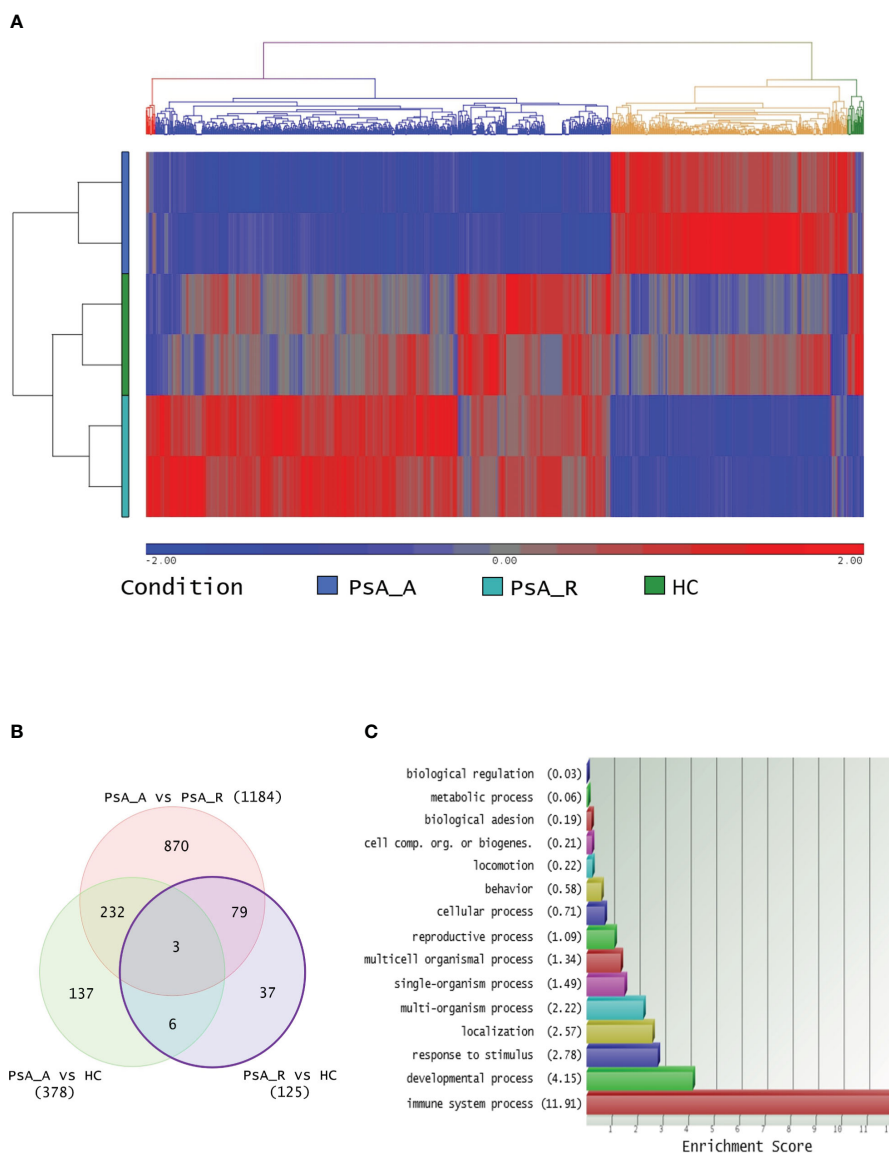 A
-2.00 0.00 2.00
Condition PsA_A PsA_R HC
B
PsA_A vs PsA_R (1184)
870
232 79
3
137 37
6
PsA_A vs HC
(378)
PsA_R vs HC
(125)
C
biological regulation (0.03)
metabolic process (0.06)
biological adesion (0.19)
cell comp. org. or biogenes. (0.21)
locomotion (0.22)
behavior (0.58)
cellular process (0.71)
reproductive process (1.09)
multicell organismal process (1.34)
single-organism process (1.49)
multi-organism process (2.22)
localization (2.57)
response to stimulus (2.78)
developmental process (4.15)
immune system process (11.91)
1 2 3 4 5 6 7 8 9 10 11
Enrichment Score